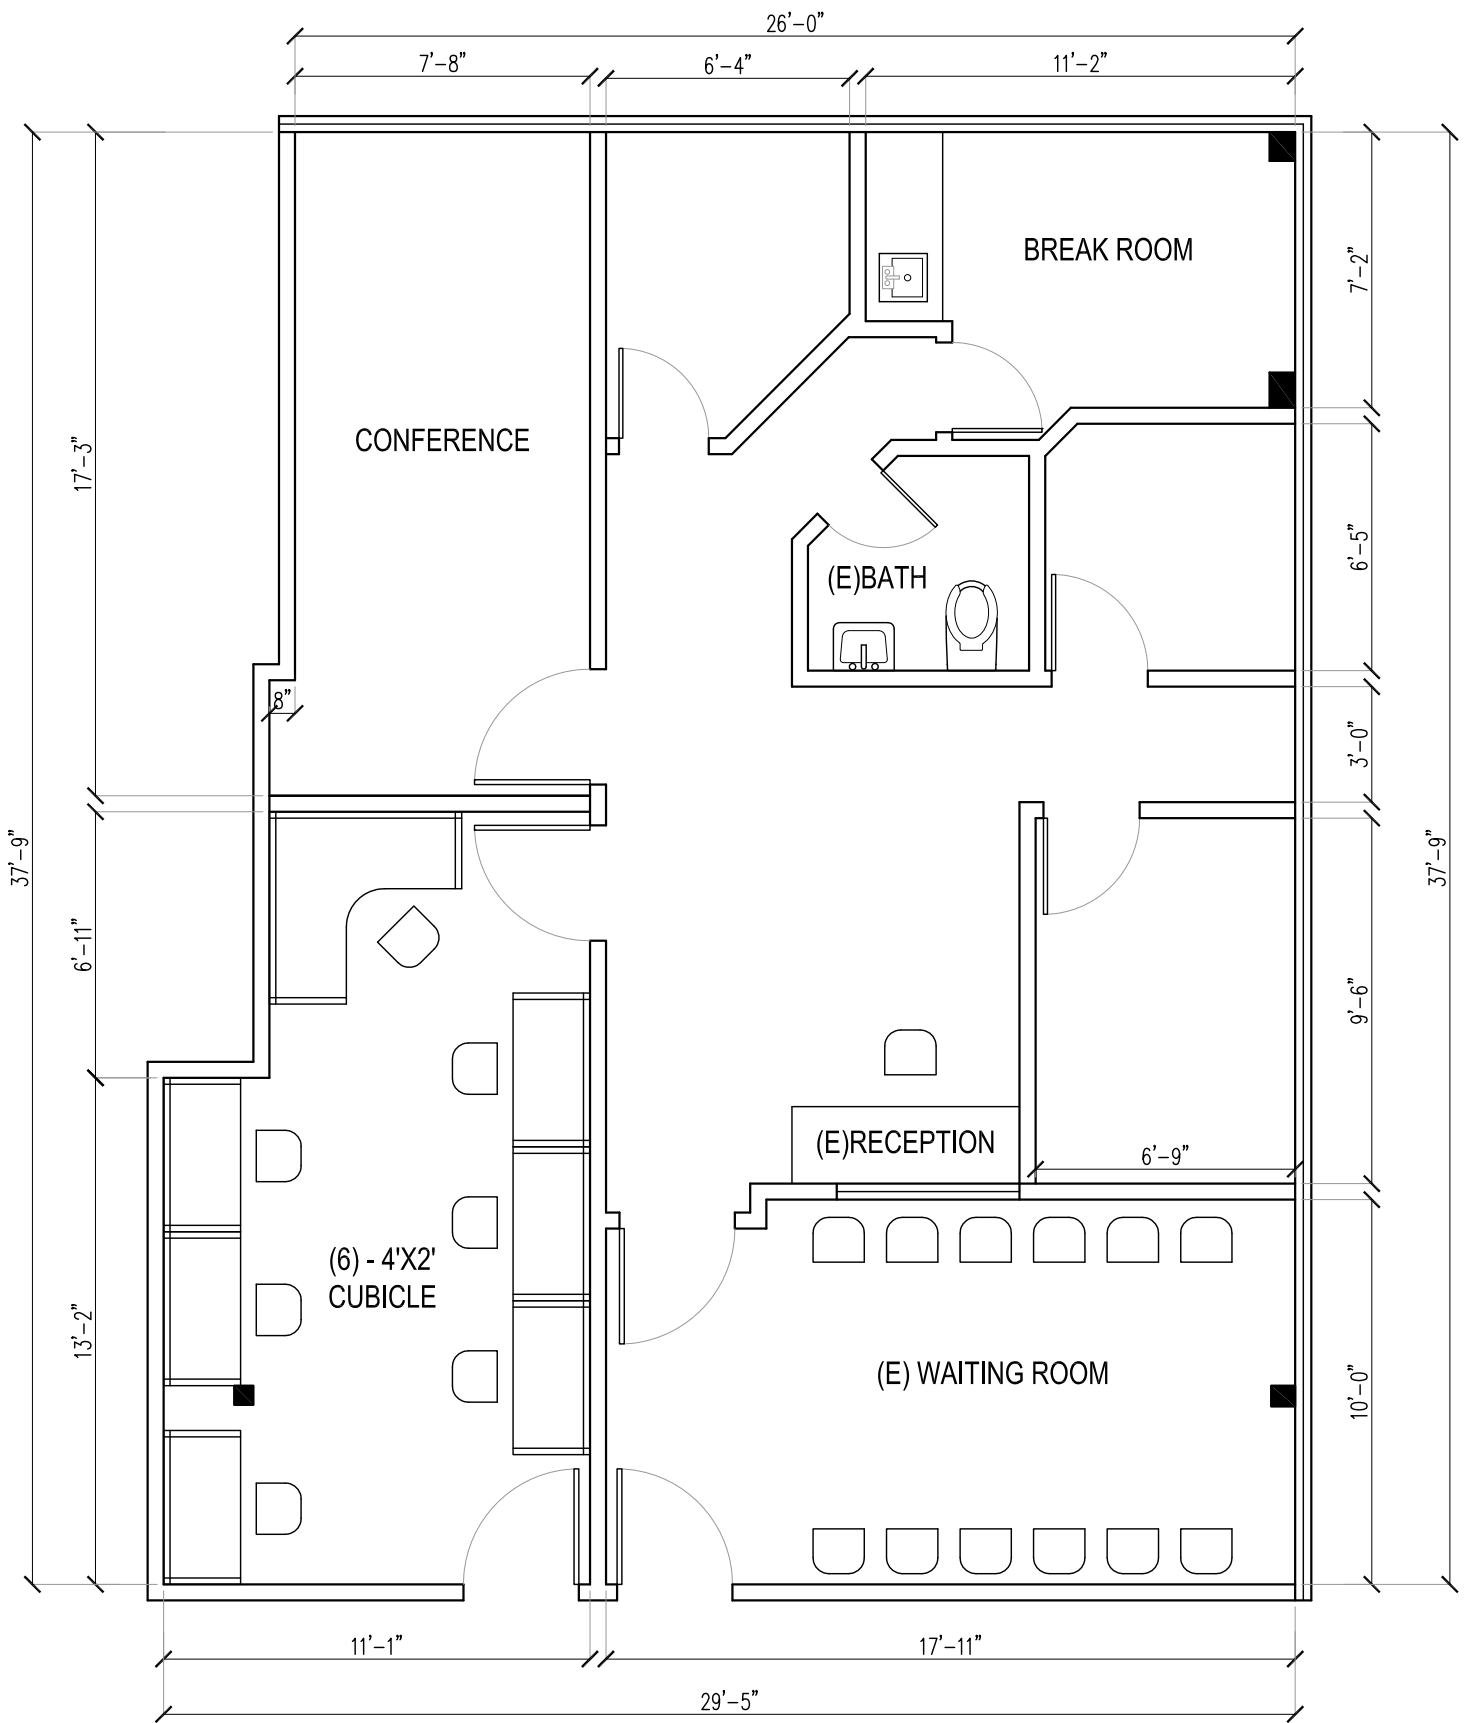 26’-0”
7’-8”
6’-4”
11’-2”
BREAK ROOM
7’-2”
CONFERENCE
17’-3”
6’-5”
(E)BATH
8”
3’-0”
37’-9”
37’-9”
6’-11”
9’-6”
(E)RECEPTION
6’-9”
(6) - 4'X2'
CUBICLE
13’-2”
(E) WAITING ROOM
10’-0”
11’-1”
17’-11”
29’-5”